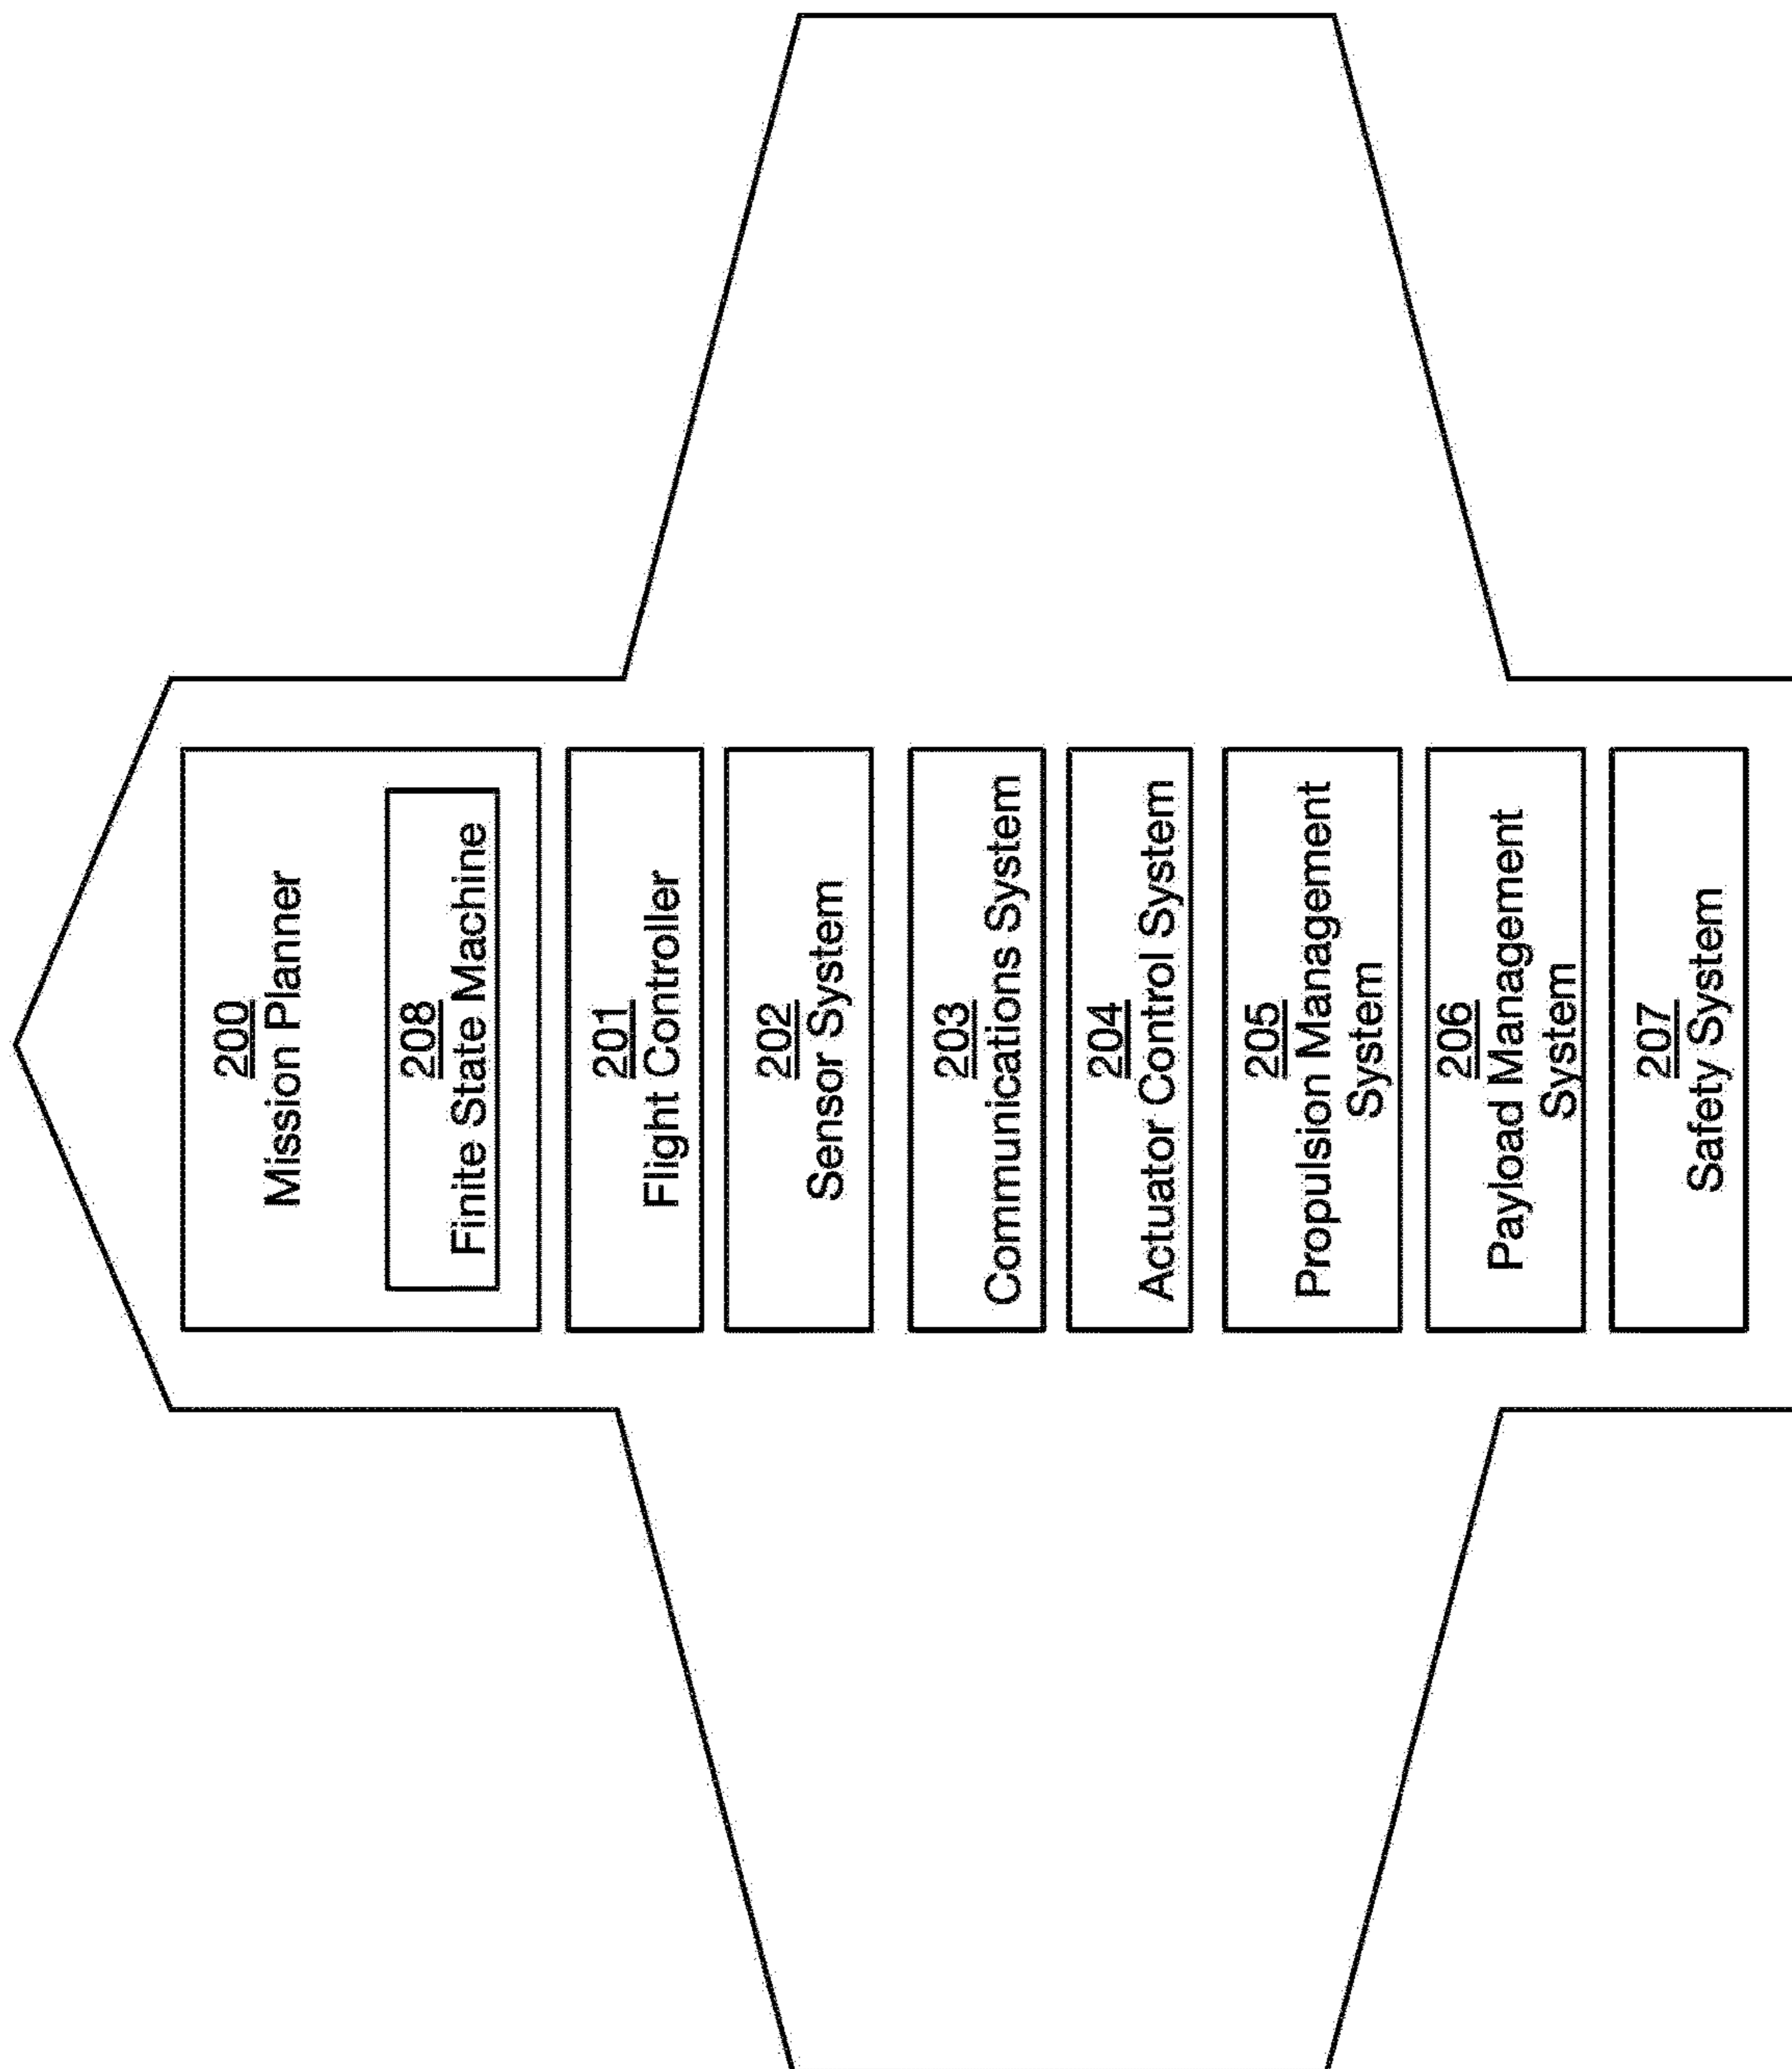 200
Mission Planner
208
Finite State Machine
201
Flight Controller
202
Sensor System
203
Communications System
204
Actuator Control System
205
Propulsion Management
System
206
Payload Management
System
207
Safety System